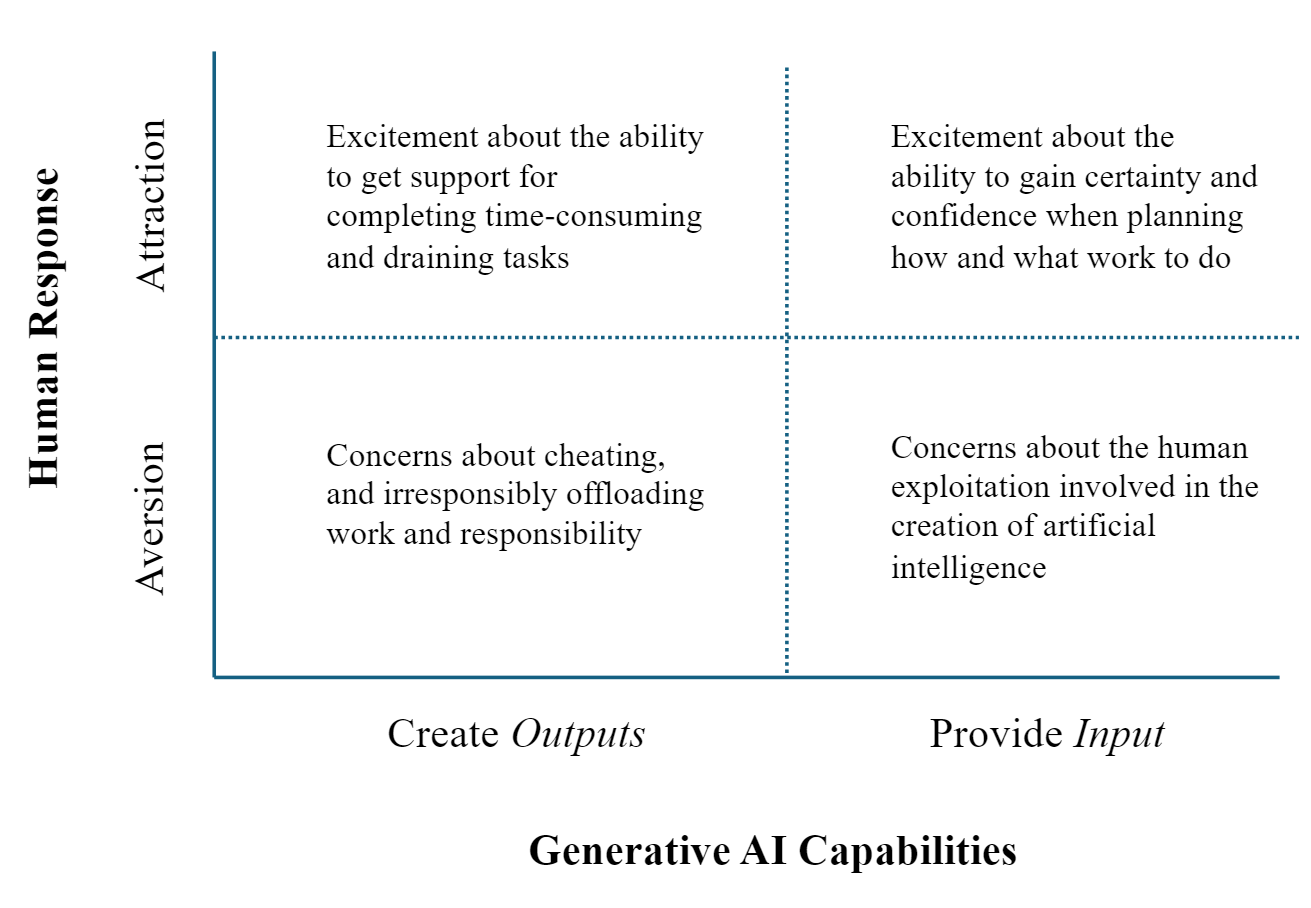 Human Response
Attraction
Excitement about the ability
to get support for
completing time-consuming
and draining tasks
Excitement about the
ability to gain certainty and
confidence when planning
how and what work to do
Aversion
Concerns about cheating,
and irresponsibly offloading
work and responsibility
Concerns about the human
exploitation involved in the
creation of artificial
intelligence
Create Outputs
Provide Input
Generative AI Capabilities